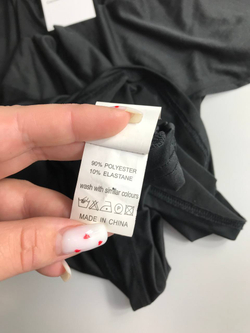 90% POLYESTER
10% ELASTANE
wash with similar colours
MADE IN CHINA